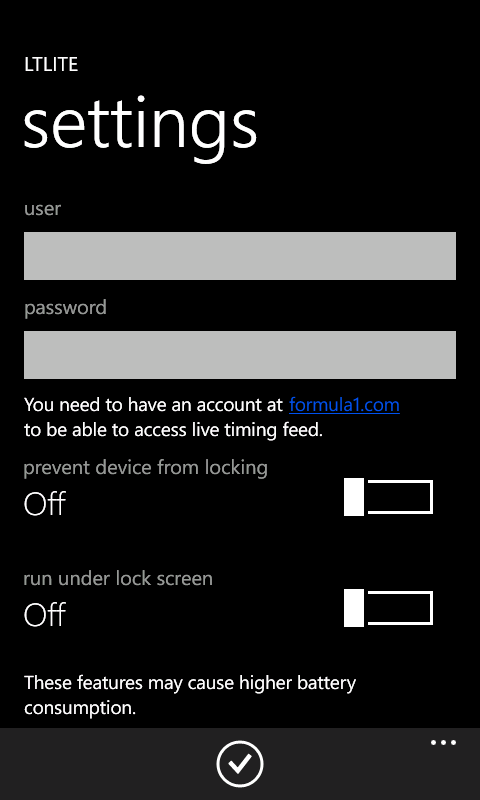 LTLITE
settings
user
password
You need to have an account at formula1.com
to be able to access live timing feed.
prevent device from locking
Off
run under lock screen
Off
These features may cause higher battery
consumption.